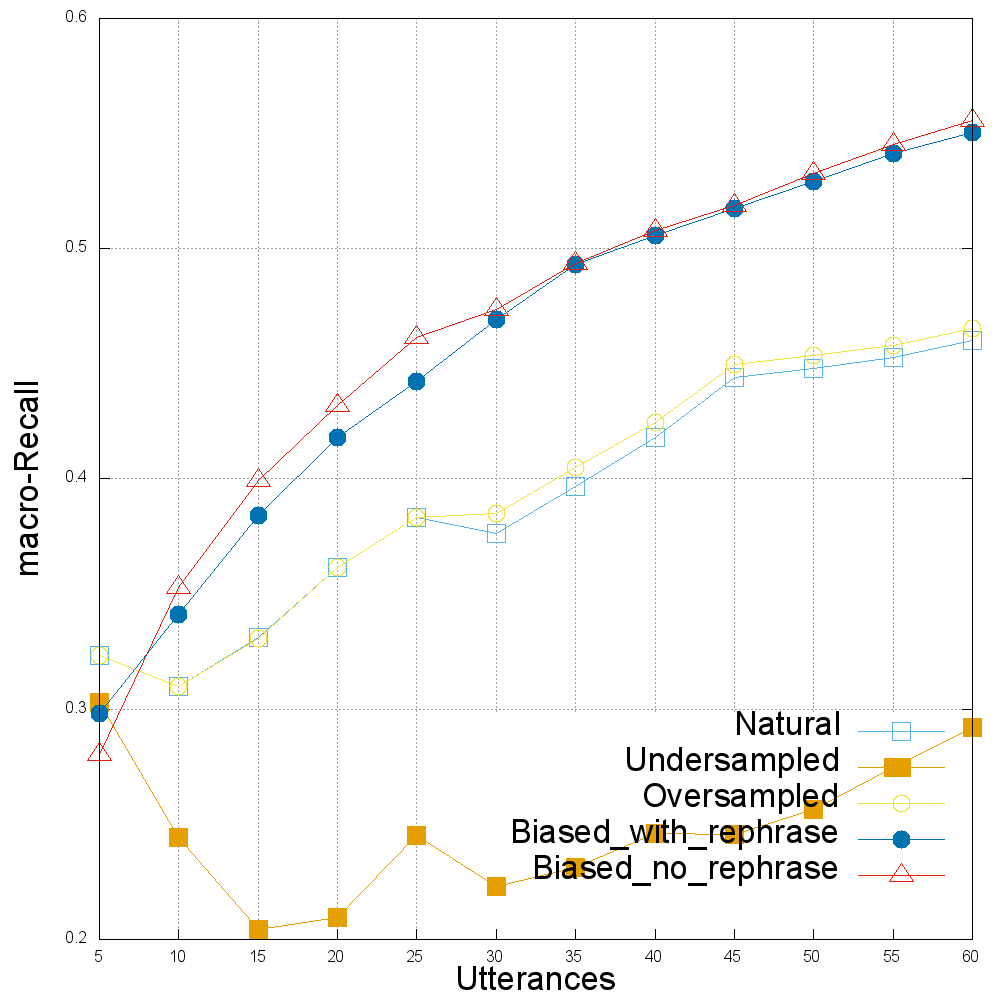 0.6
0.5
0.4
0.3
0.2
macro-Recall
Natural
Undersampled
Oversampled
Biased_with_rephrase
Biased_no_rephrase
5 10 15 20 25 30 35 40 45 50 55 60
Utterances